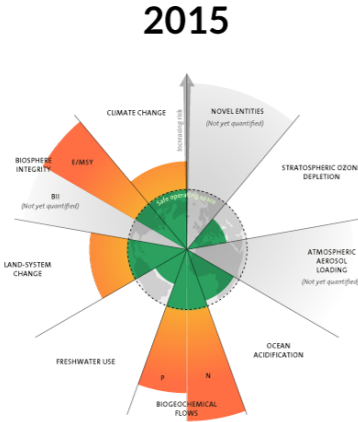 2015
CLIMATE CHANGE
NOVEL ENTITIES
(Not yet quantified)
Increasing risk
BIOSPHERE
INTEGRITY
E/MSY
STRATOSPHERIC OZON
DEPLETION
BII
(Not yet quantified)
Safe operating space
LAND-SYSTEM
CHANGE
ATMOSPHERIC
AEROSOL
LOADING
(Not yet quantified
FRESHWATER USE
OCEAN
ACIDIFICATION
P
N
BIOGEOCHEMICAL
FLOWS